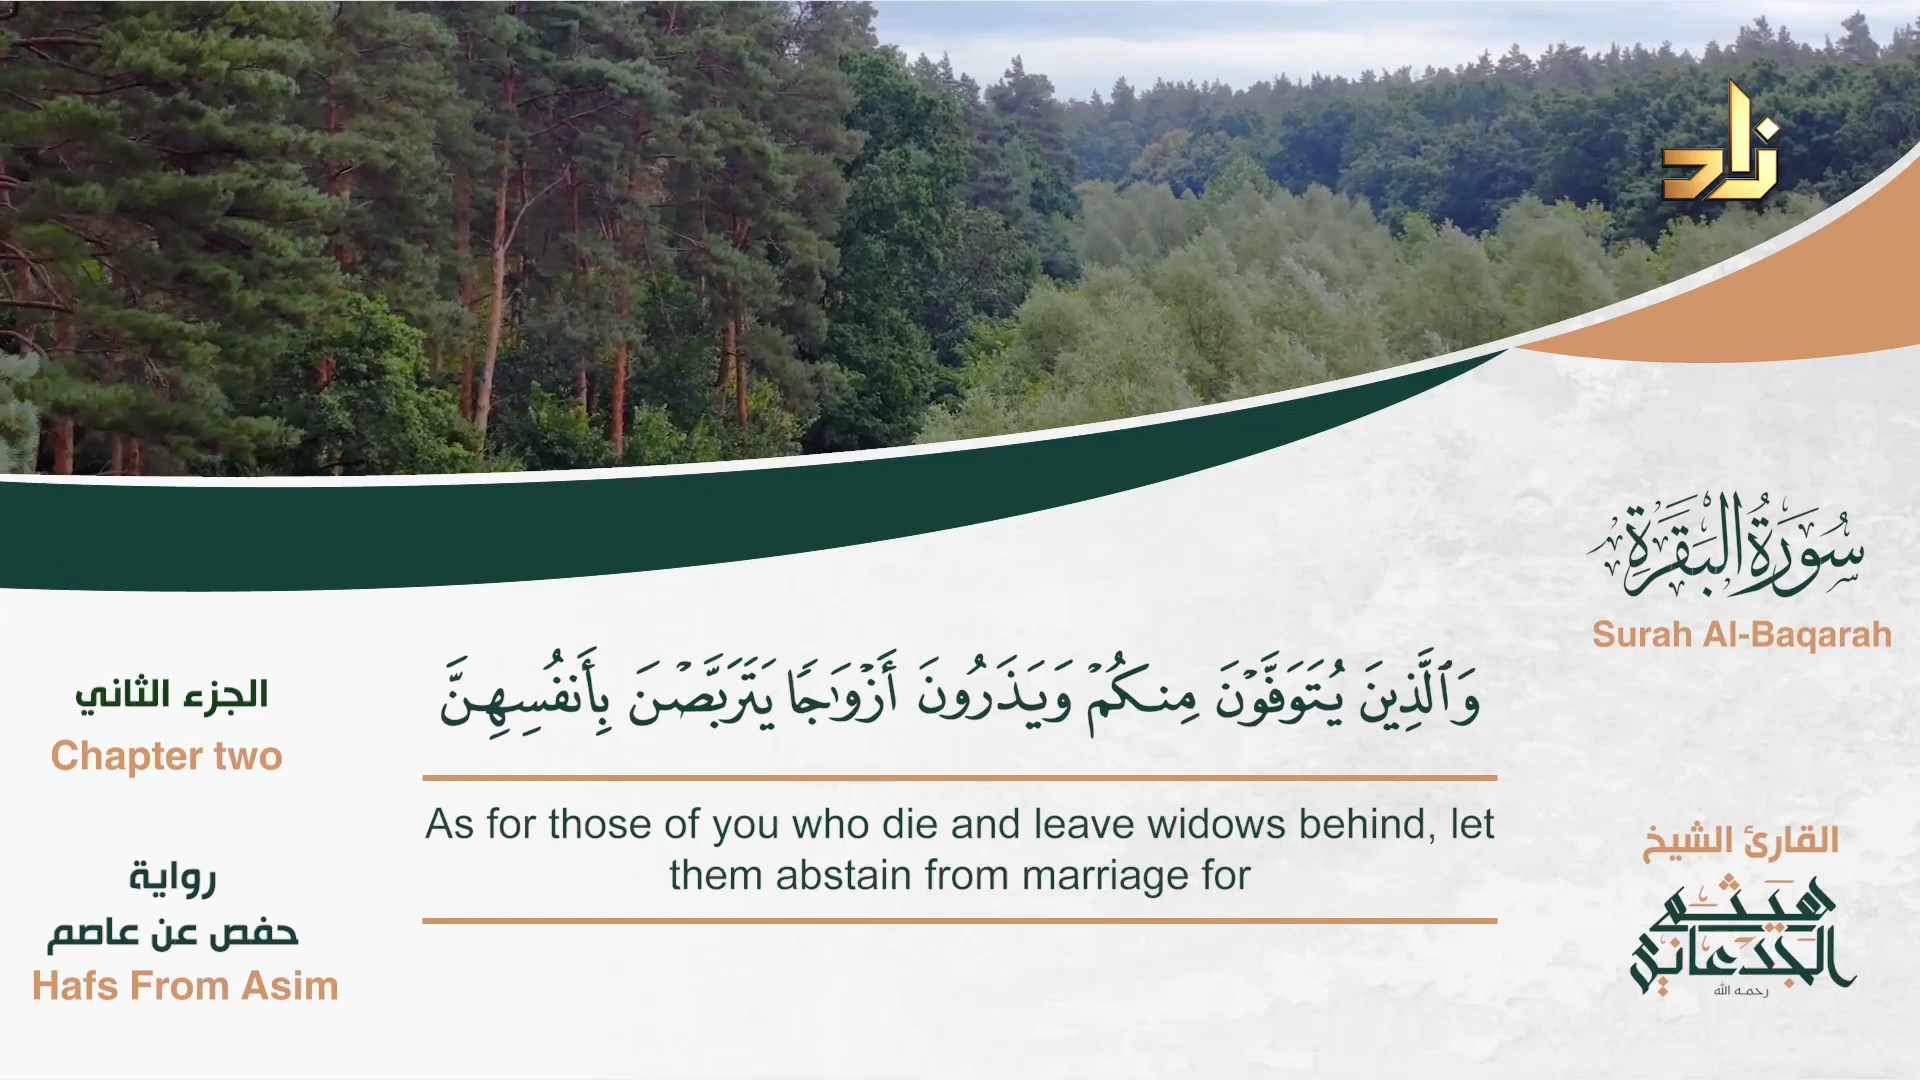 زاد
سُورَةُ الْبَقَرَةِ
Surah Al-Baqarah
وَٱلَّذِينَ يُتَوَفَّوْنَ مِنكُمْ وَيَذَرُونَ أَزْوَٰجًا يَتَرَبَّصْنَ بِأَنفُسِهِنَّ
As for those of you who die and leave widows behind, let
them abstain from marriage for
الجزء الثاني
Chapter two
رواية
حفص عن عاصم
Hafs From Asim
القارئ الشيخ
هيثم
الجدعاني
رحمه الله